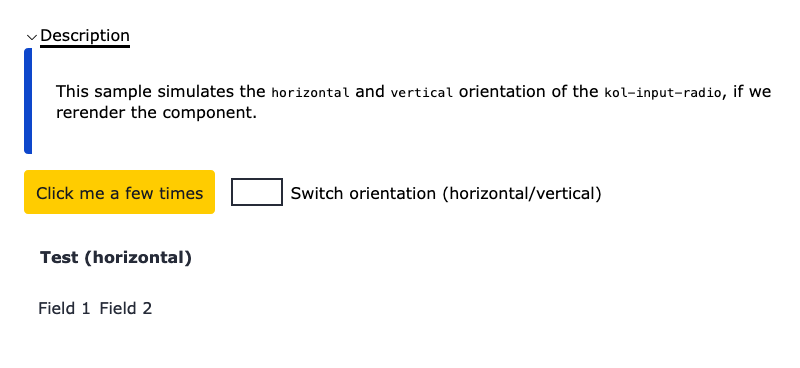 Description
This sample simulates the horizontal and vertical orientation of the kol-input-radio, if we
rerender the component.
Click me a few times
Switch orientation (horizontal/vertical)
Test (horizontal)
Field 1 Field 2